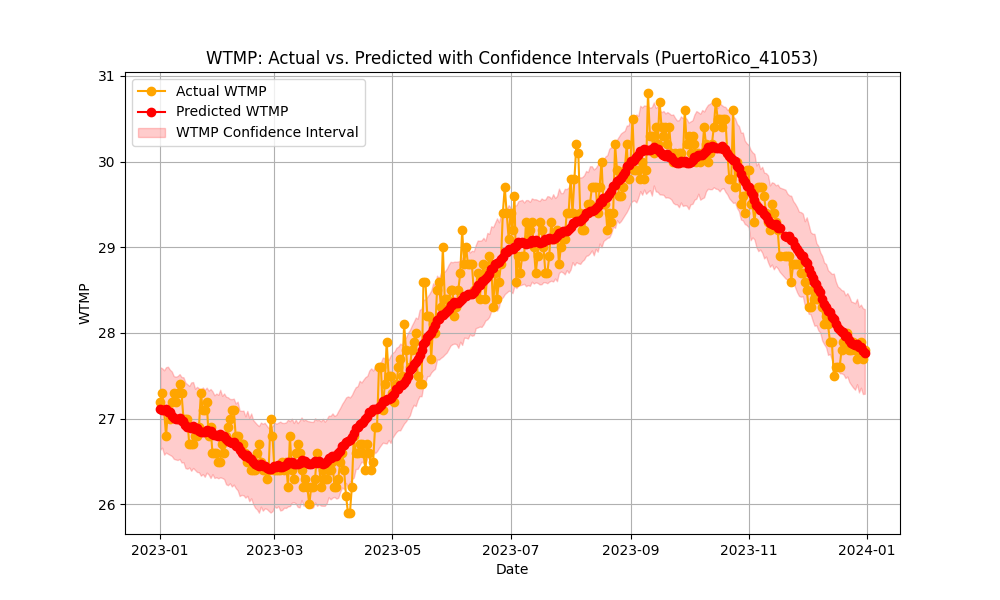 WTMP: Actual vs. Predicted with Confidence Intervals (PuertoRico_41053)
Actual WTMP
Predicted WTMP
WTMP Confidence Interval
31
30
29
28
27
26
WTMP
2023-01
2023-03
2023-05
2023-07
2023-09
2023-11
2024-01
Date